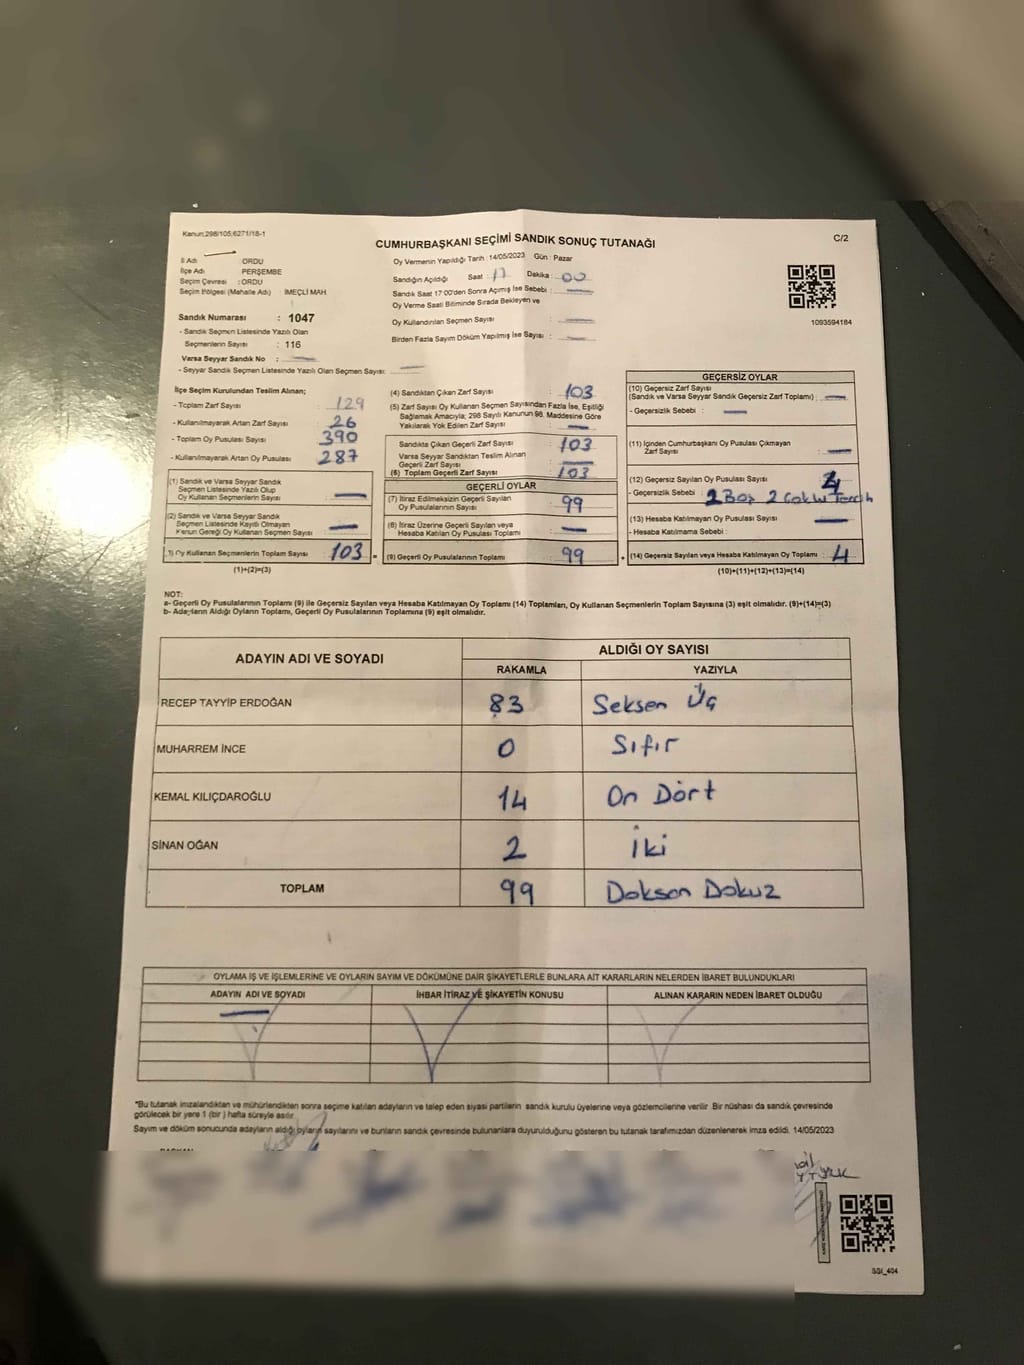 Kanun;298/105;6271/18-1
CUMHURBAŞKANI SEÇİMİ SANDIK SONUÇ TUTANAĞI
C/2
İl Adı : ORDU
İlçe Adı : PERŞEMBE
Seçim Çevresi : ORDU
Seçim Bölgesi (Mahalle Adı) : İMEÇLİ MAH.
Oy Vermenin Yapıldığı Tarih : 14/05/2023 Gün : Pazar
Sandığın Açıldığı Saat : 17 Dakika : 00
Sandık Saat 17:00'den Sonra Açımış İse Sebebi :
Oy Verme Saati Bitiminde Sırada Bekleyen ve
Oy Kullandırılan Seçmen Sayısı :
Birden Fazla Sayım Döküm Yapılmış İse Sayısı :
1093594184
Sandık Numarası : 1047
- Sandık Seçmen Listesinde Yazılı Olan
Seçmenlerin Sayısı : 116
Varsa Seyyar Sandık No :
- Seyyar Sandık Seçmen Listesinde Yazılı Olan Seçmen Sayısı:
İlçe Seçim Kurulundan Teslim Alınan;
- Toplam Zarf Sayısı : 129
- Kullanılmayarak Artan Zarf Sayısı : 26
- Toplam Oy Pusulası Sayısı : 390
- Kullanılmayarak Artan Oy Pusulası : 287
(1) Sandık ve Varsa Seyyar Sandık
Seçmen Listesinde Yazılı Olup
Oy Kullanan Seçmenlerin Sayısı :
(2) Sandık ve Varsa Seyyar Sandık
Seçmen Listesinde Kayıtlı Olmayan
Kanun Gereği Oy Kullanan Seçmen Sayısı :
) Oy Kullanan Seçmenlerin Toplam Sayısı : 103 =
(1)+(2)=(3)
(4) Sandıktan Çıkan Zarf Sayısı : 103
(5) Zarf Sayısı Oy Kullanan Seçmen Sayısından Fazla İse, Eşitliği
Sağlamak Amacıyla; 298 Sayılı Kanunun 98. Maddesine Göre
Yakılarak Yok Edilen Zarf Sayısı :
Sandıkta Çıkan Geçerli Zarf Sayısı : 103
Varsa Seyyar Sandıktan Teslim Alınan
Geçerli Zarf Sayısı :
(6) Toplam Geçerli Zarf Sayısı : 103
GEÇERLİ OYLAR
(7) İtiraz Edilmeksizin Geçerli Sayılan
Oy Pusulalarının Sayısı : 99
(8) İtiraz Üzerine Geçerli Sayılan veya
Hesaba Katılan Oy Pusulası Toplamı :
(9) Geçerli Oy Pusulalarının Toplamı : 99 +
GEÇERSİZ OYLAR
(10) Geçersiz Zarf Sayısı
(Sandık ve Varsa Seyyar Sandık Geçersiz Zarf Toplamı) :
- Geçersizlik Sebebi :
(11) İçinden Cumhurbaşkanı Oy Pusulası Çıkmayan
Zarf Sayısı :
(12) Geçersiz Sayılan Oy Pusulası Sayısı : 4
- Geçersizlik Sebebi : 2 Boş 2 Çoklu Tercih
(13) Hesaba Katılmayan Oy Pusulası Sayısı :
- Hesaba Katılmama Sebebi :
(14) Geçersiz Sayılan veya Hesaba Katılmayan Oy Toplamı : 4
(10)+(11)+(12)+(13)=(14)
NOT:
a- Geçerli Oy Pusulalarının Toplamı (9) ile Geçersiz Sayılan veya Hesaba Katılmayan Oy Toplamı (14) Toplamları, Oy Kullanan Seçmenlerin Toplam Sayısına (3) eşit olmalıdır. (9)+(14)=(3)
b- Adayların Aldığı Oyların Toplamı, Geçerli Oy Pusulalarının Toplamına (9) eşit olmalıdır.
ADAYIN ADI VE SOYADI
ALDIĞI OY SAYISI
RAKAMLA YAZIYLA
RECEP TAYYİP ERDOĞAN 83 Seksen Üç
MUHARREM İNCE 0 Sıfır
KEMAL KILIÇDAROĞLU 14 On Dört
SİNAN OĞAN 2 İki
TOPLAM 99 Doksan Dokuz
OYLAMA İŞ VE İŞLEMLERİNE VE OYLARIN SAYIM VE DÖKÜMÜNE DAİR ŞİKAYETLERLE BUNLARA AİT KARARLARIN NELERDEN İBARET BULUNDUKLARI
ADAYIN ADI VE SOYADI İHBAR İTİRAZ VE ŞİKAYETİN KONUSU ALINAN KARARIN NEDEN İBARET OLDUĞU
*Bu tutanak imzalandıktan ve mühürlendikten sonra seçime katılan adayların ve talep eden siyasi partilerin sandık kurulu üyelerine veya gözlemcilerine verilir. Bir nüshası da sandık çevresinde
görülecek bir yere 1 (bir ) hafta süreyle asılır.
Sayım ve döküm sonucunda adayların aldığı oyların sayılarını ve bunların sandık çevresinde bulunanlara duyurulduğunu gösteren bu tutanak tarafımızdan düzenlenerek imza edildi. 14/05/2023
SSI_404